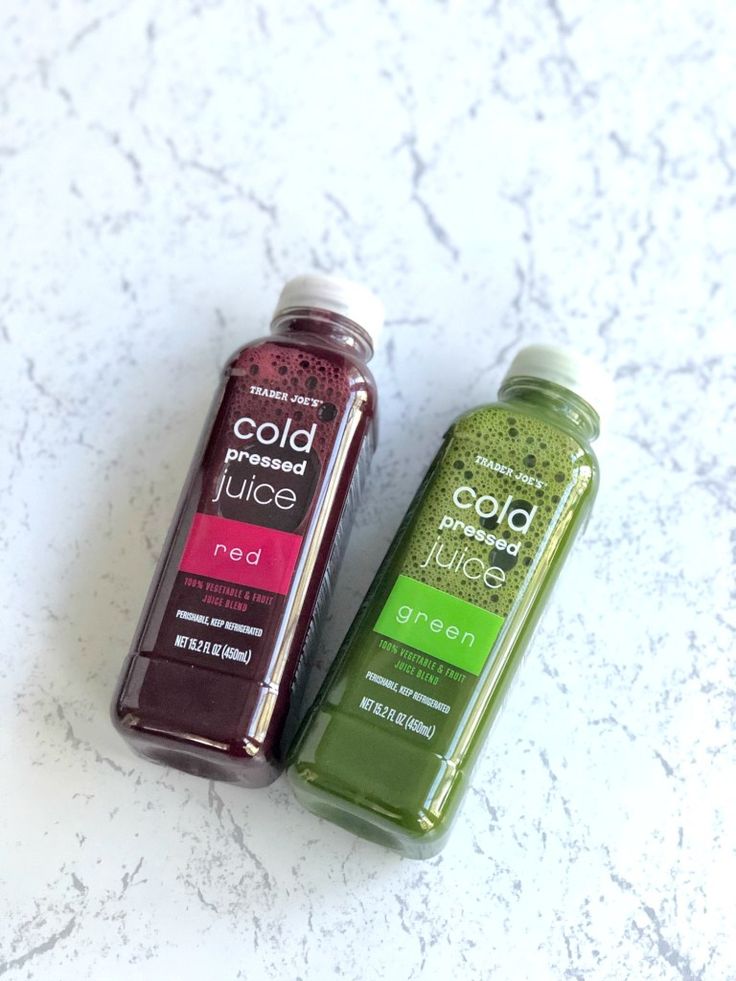 TRADER JOE'S
cold
pressed
juice
red
100% VEGETABLE & FRUIT
JUICE BLEND
PERISHABLE, KEEP REFRIGERATED
NET 15.2 FL OZ (450mL)
TRADER JOE'S
cold
pressed
juice
green
100% VEGETABLE & FRUIT
JUICE BLEND
PERISHABLE, KEEP REFRIGERATED
NET 15.2 FL OZ (450mL)